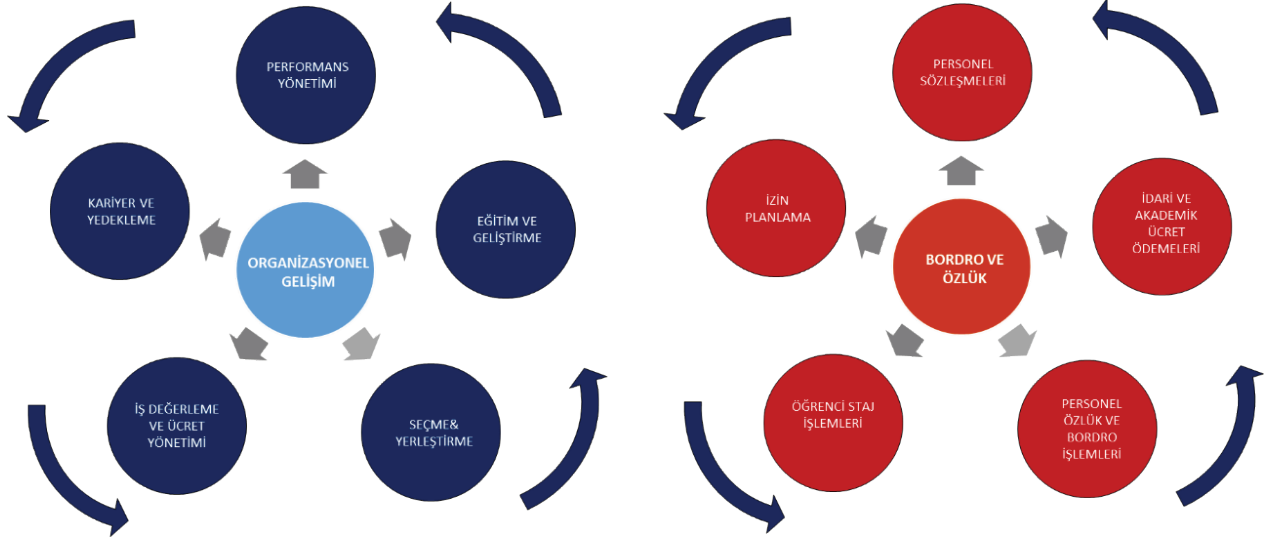 PERFORMANS
YÖNETİMİ
KARİYER VE
YEDEKLEME
EĞİTİM VE
GELİŞTİRME
ORGANİZASYONEL
GELİŞİM
İŞ DEĞERLEME
VE ÜCRET
YÖNETİMİ
SEÇME&
YERLEŞTİRME
PERSONEL
SÖZLEŞMELERİ
İZİN
PLANLAMA
İDARİ VE
AKADEMİK
ÜCRET
ÖDEMELERİ
BORDRO VE
ÖZLÜK
ÖĞRENCİ STAJ
İŞLEMLERİ
PERSONEL
ÖZLÜK VE
BORDRO
İŞLEMLERİ